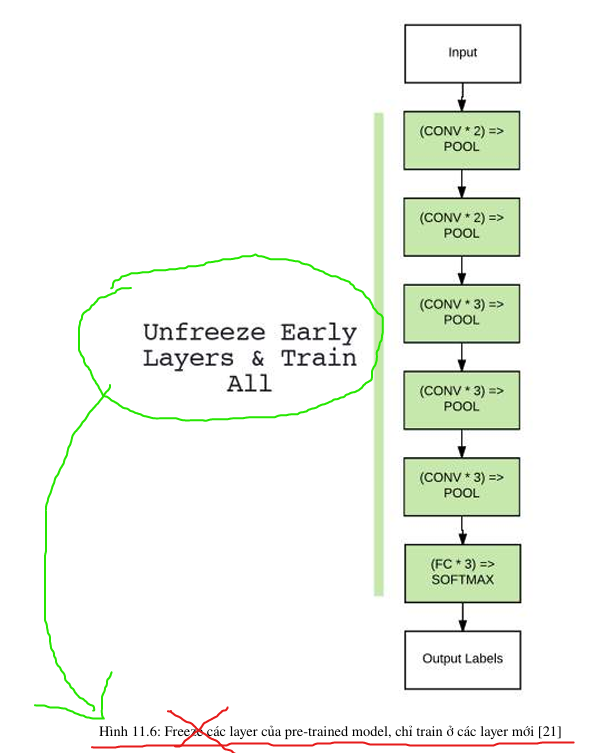 Input
(CONV * 2) =>
POOL
(CONV * 2) =>
POOL
(CONV * 3) =>
POOL
Unfreeze Early
Layers & Train
All
(CONV * 3) =>
POOL
(CONV * 3) =>
POOL
(FC * 3) =>
SOFTMAX
Output Labels
Hình 11.6: Freeze các layer của pre-trained model, chỉ train ở các layer mới [21]